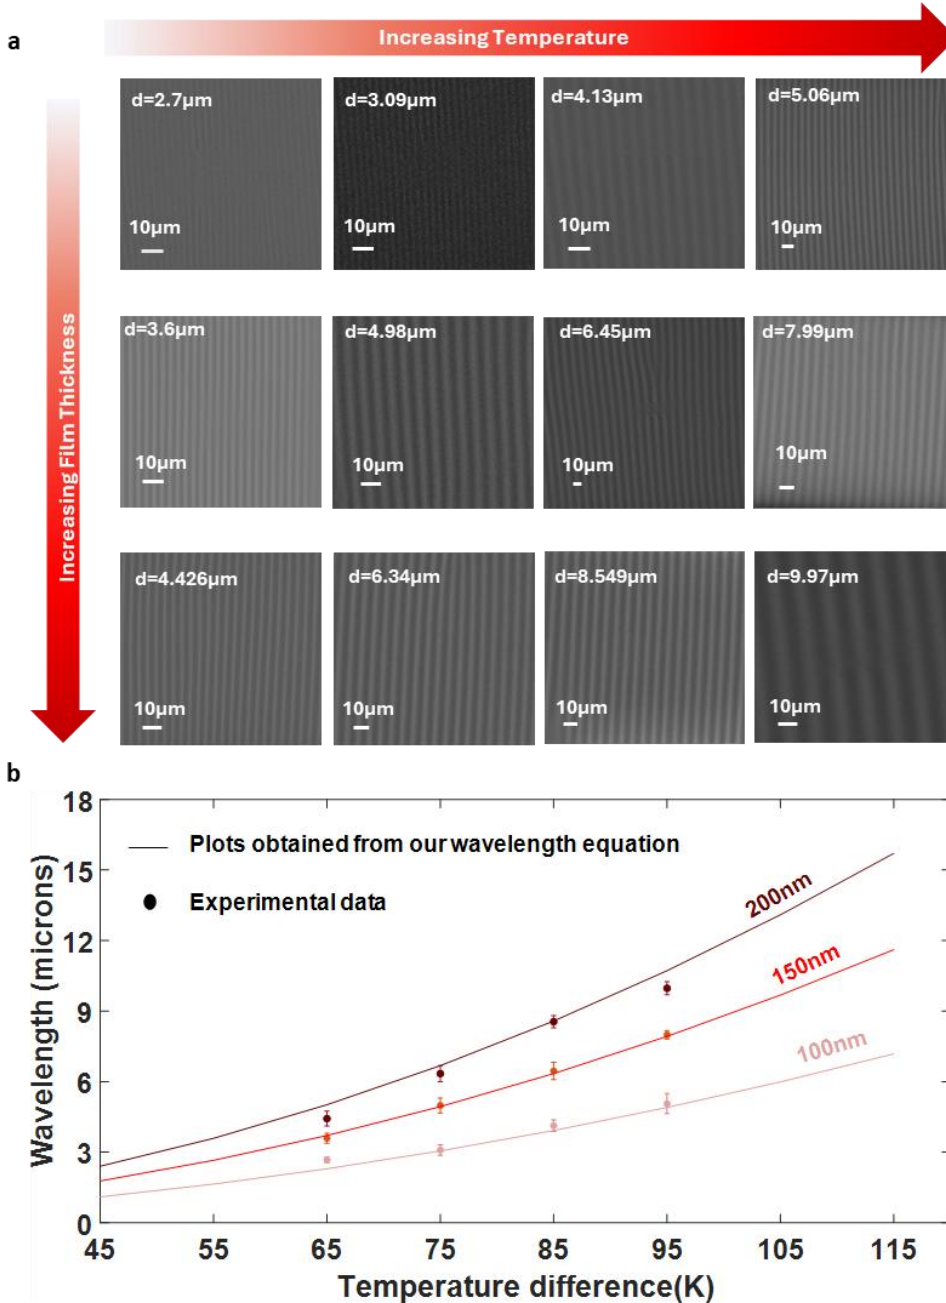 a
Increasing Temperature
Increasing Film Thickness
d=2.7µm
10µm
d=3.09µm
10µm
d=4.13µm
10µm
d=5.06µm
10µm
d=3.6µm
10µm
d=4.98µm
10µm
d=6.45µm
10µm
d=7.99µm
10µm
d=4.426µm
10µm
d=6.34µm
10µm
d=8.549µm
10µm
d=9.97µm
10µm
b
Wavelength (microns)
18
15
12
9
6
3
0
Plots obtained from our wavelength equation
Experimental data
200nm
150nm
100nm
45 55 65 75 85 95 105 115
Temperature difference(K)